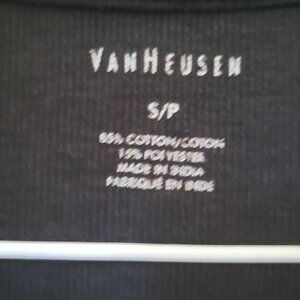 VANHEUSEN
S/P
85% COTTON/COTON
15% POLYESTER
MADE IN INDIA
FABRIQUÉ EN INDE